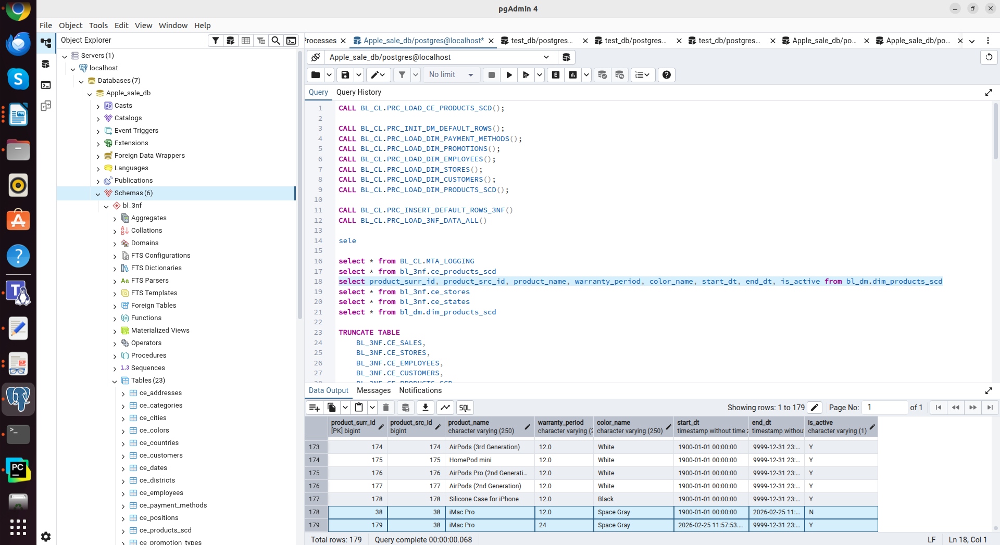 pgAdmin 4
File Object Tools Edit View Window Help
Object Explorer
Servers (1)
localhost
Databases (7)
Apple_sale_db
Casts
Catalogs
Event Triggers
Extensions
Foreign Data Wrappers
Languages
Publications
Schemas (6)
bl_3nf
Aggregates
Collations
Domains
FTS Configurations
FTS Dictionaries
FTS Parsers
FTS Templates
Foreign Tables
Functions
Materialized Views
Operators
Procedures
1.3 Sequences
Tables (23)
ce_addresses
ce_categories
ce_cities
ce_colors
ce_countries
ce_customers
ce_dates
ce_districts
ce_employees
ce_payment_methods
ce_positions
ce_products_scd
ce_promotion_types
Processes Apple_sale_db/postgres@localhost* test_db/postgres... test_db/postgres... test_db/postgres... Apple_sale_db/po... Apple_sale_db/po...
Apple_sale_db/postgres@localhost
No limit
Query Query History
1 CALL BL_CL.PRC_LOAD_CE_PRODUCTS_SCD();
2
3 CALL BL_CL.PRC_INIT_DM_DEFAULT_ROWS();
4 CALL BL_CL.PRC_LOAD_DIM_PAYMENT_METHODS();
5 CALL BL_CL.PRC_LOAD_DIM_PROMOTIONS();
6 CALL BL_CL.PRC_LOAD_DIM_EMPLOYEES();
7 CALL BL_CL.PRC_LOAD_DIM_STORES();
8 CALL BL_CL.PRC_LOAD_DIM_CUSTOMERS();
9 CALL BL_CL.PRC_LOAD_DIM_PRODUCTS_SCD();
10
11 CALL BL_CL.PRC_INSERT_DEFAULT_ROWS_3NF()
12 CALL BL_CL.PRC_LOAD_3NF_DATA_ALL()
13
14 sele
15
16 select * from BL_CL.MTA_LOGGING
17 select * from bl_3nf.ce_products_scd
18 select product_surr_id, product_src_id, product_name, warranty_period, color_name, start_dt, end_dt, is_active from bl_dm.dim_products_scd
19 select * from bl_3nf.ce_stores
20 select * from bl_3nf.ce_states
21 select * from bl_dm.dim_products_scd
22
23 TRUNCATE TABLE
24 BL_3NF.CE_SALES,
25 BL_3NF.CE_STORES,
26 BL_3NF.CE_EMPLOYEES,
27 BL_3NF.CE_CUSTOMERS,
28 BL_3NF.CE_PRODUCTS_SCD
Data Output Messages Notifications
SQL Showing rows: 1 to 179 Page No: 1 of 1
product_surr_id product_src_id product_name warranty_period color_name start_dt end_dt is_active
[PK] bigint bigint character varying (250) character varying (2 character varying (250) timestamp without time z timestamp without character varying (1)
173 174 174 AirPods (3rd Generation) 12.0 White 1900-01-01 00:00:00 9999-12-31 23:... Y
174 175 175 HomePod mini 12.0 White 1900-01-01 00:00:00 9999-12-31 23:... Y
175 176 176 AirPods Pro (2nd Generati... 12.0 White 1900-01-01 00:00:00 9999-12-31 23:... Y
176 177 177 AirPods (2nd Generation) 12.0 White 1900-01-01 00:00:00 9999-12-31 23:... Y
177 178 178 Silicone Case for iPhone 12.0 Black 1900-01-01 00:00:00 9999-12-31 23:... Y
178 38 38 iMac Pro 12.0 Space Gray 1900-01-01 00:00:00 2026-02-25 11:... N
179 179 38 iMac Pro 24 Space Gray 2026-02-25 11:57:53.... 9999-12-31 23:... Y
Total rows: 179 Query complete 00:00:00.068 LF Ln 18, Col 1